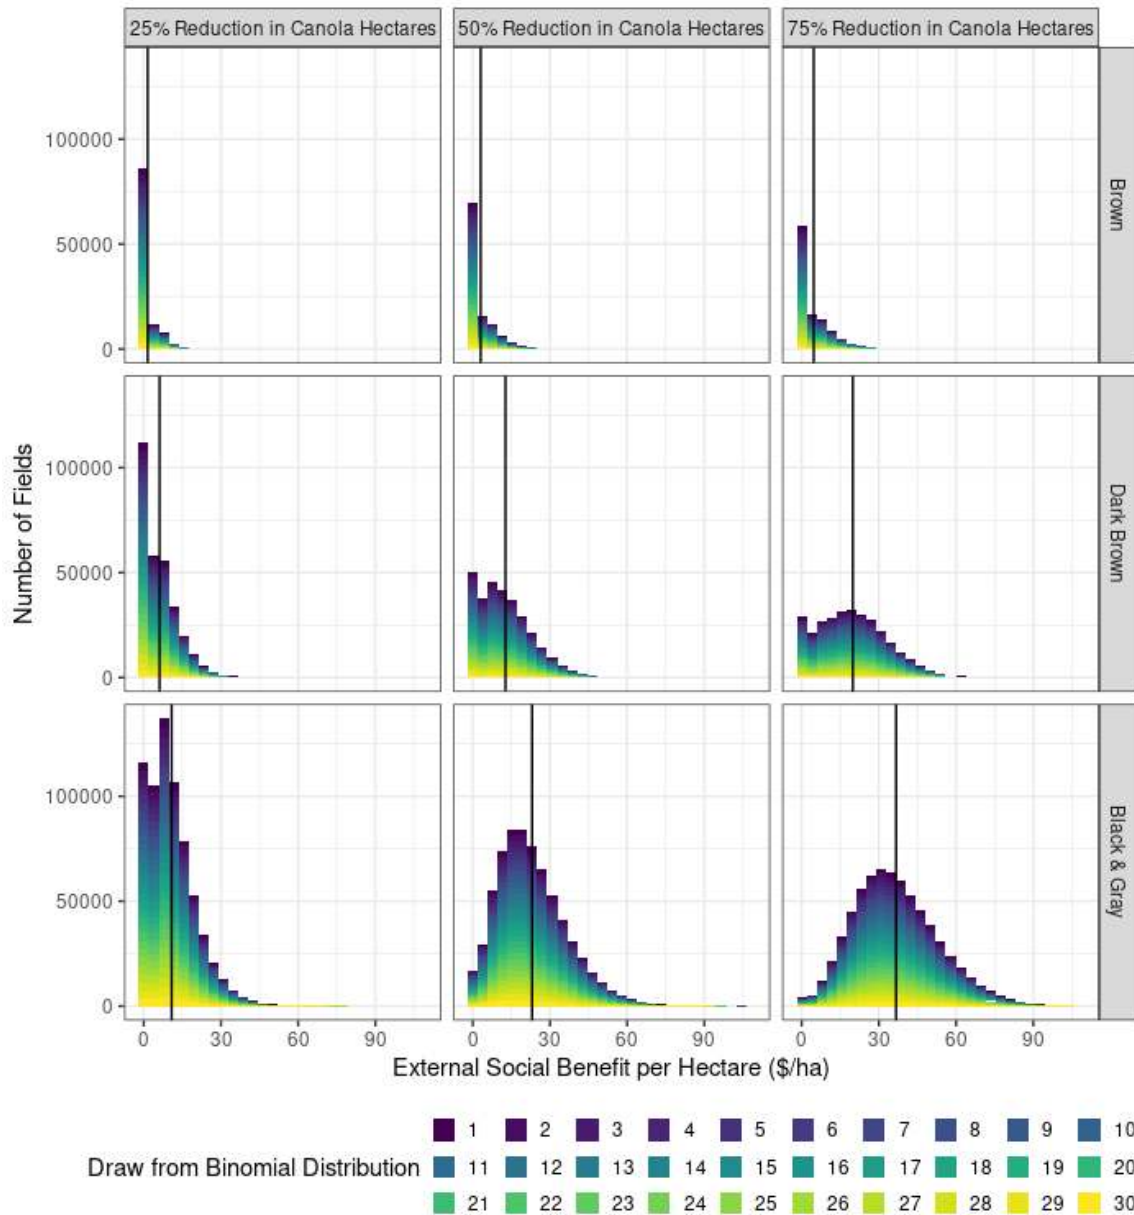 25% Reduction in Canola Hectares 50% Reduction in Canola Hectares 75% Reduction in Canola Hectares
100000
50000
0
Brown
100000
50000
0
Dark Brown
100000
50000
0
Black & Gray
Number of Fields
0 30 60 90 0 30 60 90 0 30 60 90
External Social Benefit per Hectare ($/ha)
Draw from Binomial Distribution
1 2 3 4 5 6 7 8 9 10
11 12 13 14 15 16 17 18 19 20
21 22 23 24 25 26 27 28 29 30